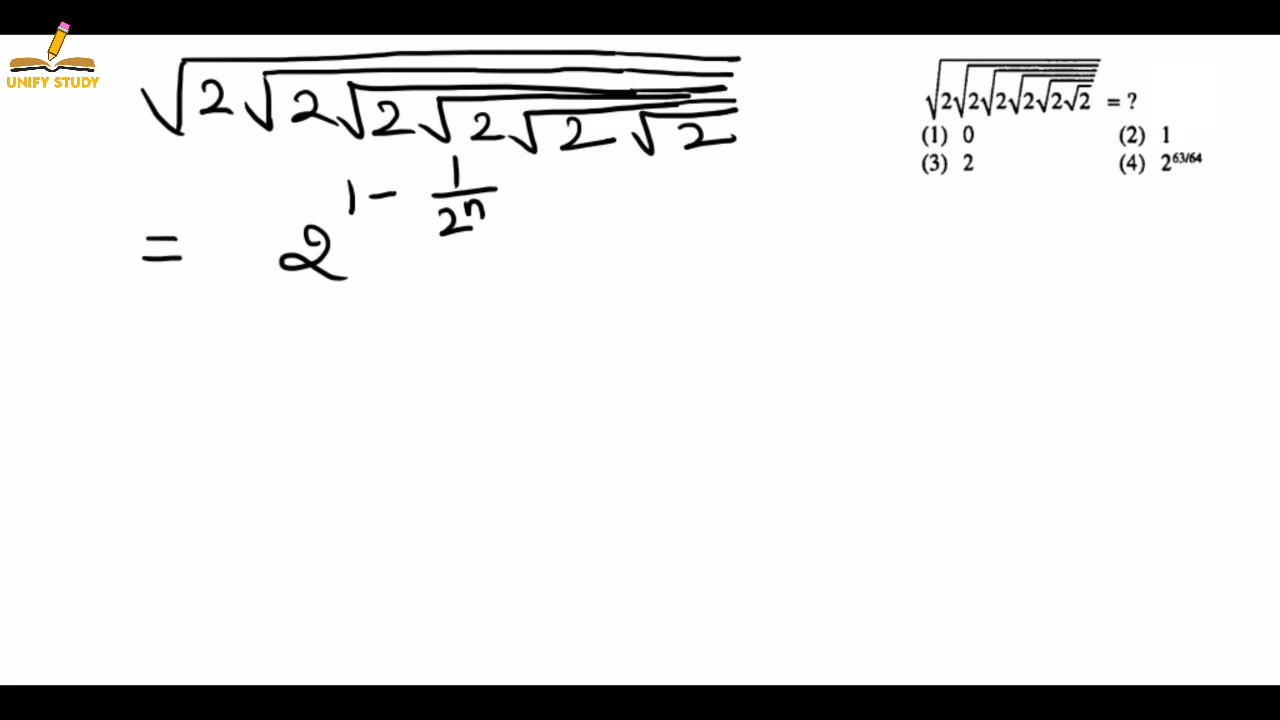 UNIFY STUDY
√2√2√2√2√2√2
= 2^{1 - 1/2^n}
√2√2√2√2√2√2 = ?
(1) 0 (2) 1
(3) 2 (4) 2^{63/64}